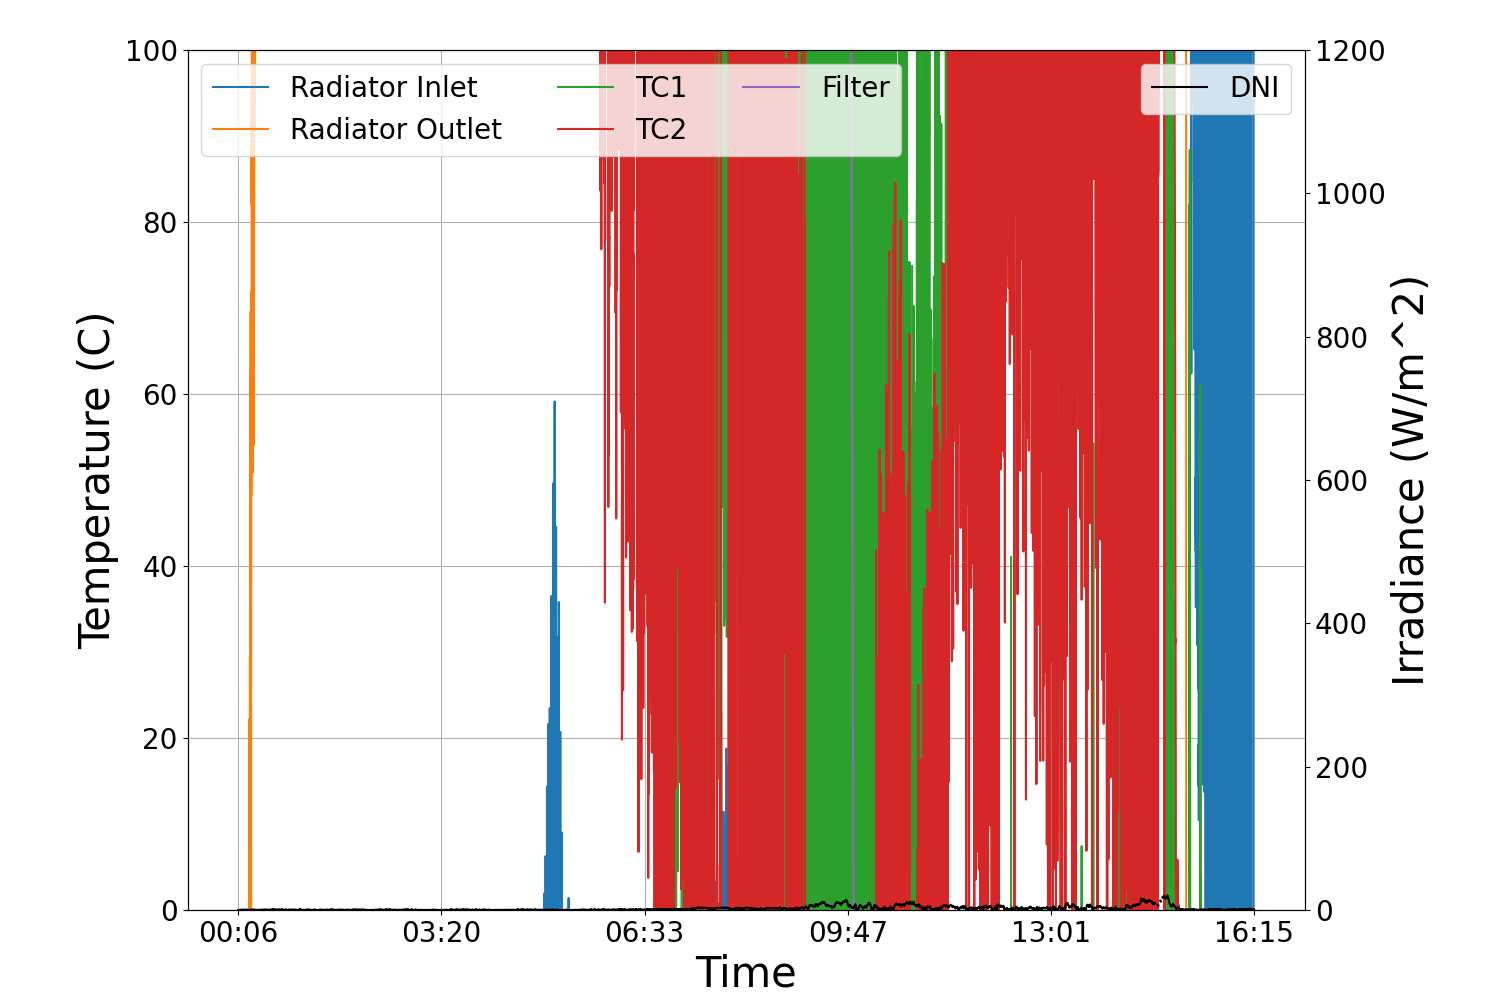 100
80
60
40
20
0
Temperature (C)
Radiator Inlet
Radiator Outlet
TC1
TC2
Filter
DNI
1200
1000
800
600
400
200
0
Irradiance (W/m^2)
00:06
03:20
06:33
09:47
13:01
16:15
Time